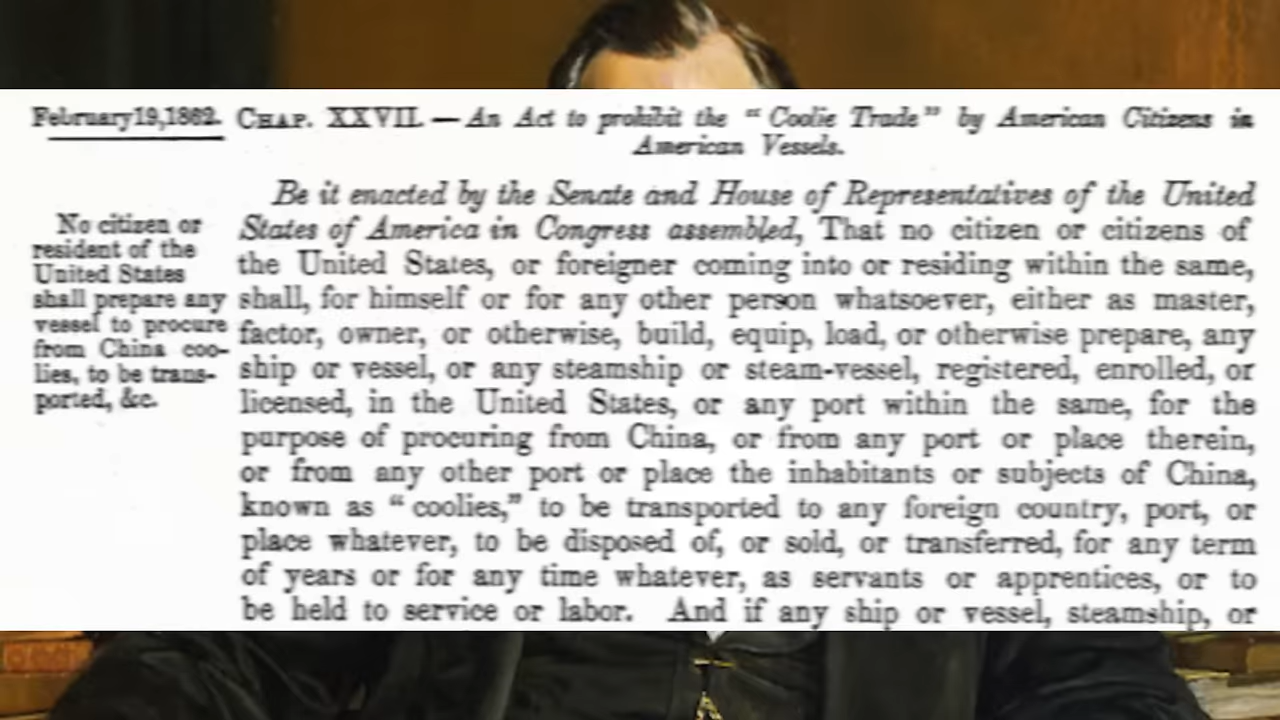 February 19, 1862.
CHAP. XXVII. — An Act to prohibit the " Coolie Trade" by American Citizens in
American Vessels.
Be it enacted by the Senate and House of Representatives of the United
States of America in Congress assembled, That no citizen or citizens of
the United States, or foreigner coming into or residing within the same,
shall, for himself or for any other person whatsoever, either as master,
factor, owner, or otherwise, build, equip, load, or otherwise prepare, any
ship or vessel, or any steamship or steam-vessel, registered, enrolled, or
licensed, in the United States, or any port within the same, for the
purpose of procuring from China, or from any port or place therein,
or from any other port or place the inhabitants or subjects of China,
known as " coolies," to be transported to any foreign country, port, or
place whatever, to be disposed of, or sold, or transferred, for any term
of years or for any time whatever, as servants or apprentices, or to
be held to service or labor. And if any ship or vessel, steamship, or
No citizen or
resident of the
United States
shall prepare any
vessel to procure
from China coo-
lies, to be trans-
ported, &c.